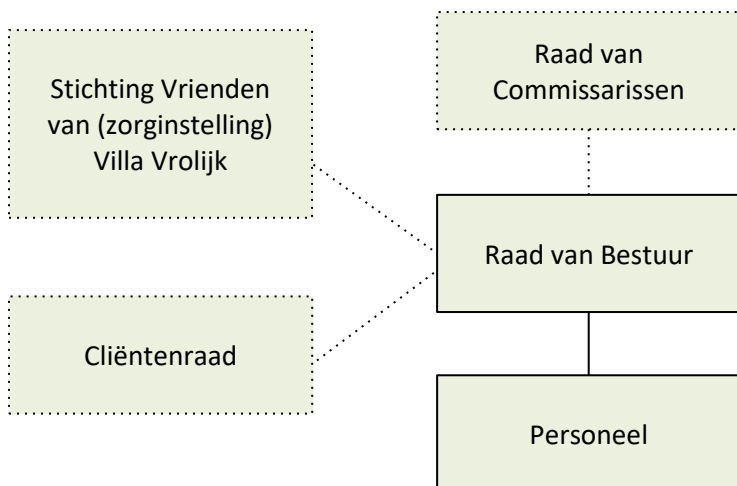 Stichting Vrienden
van (zorginstelling)
Villa Vrolijk
Raad van
Commissarissen
Raad van Bestuur
Cliëntenraad
Personeel